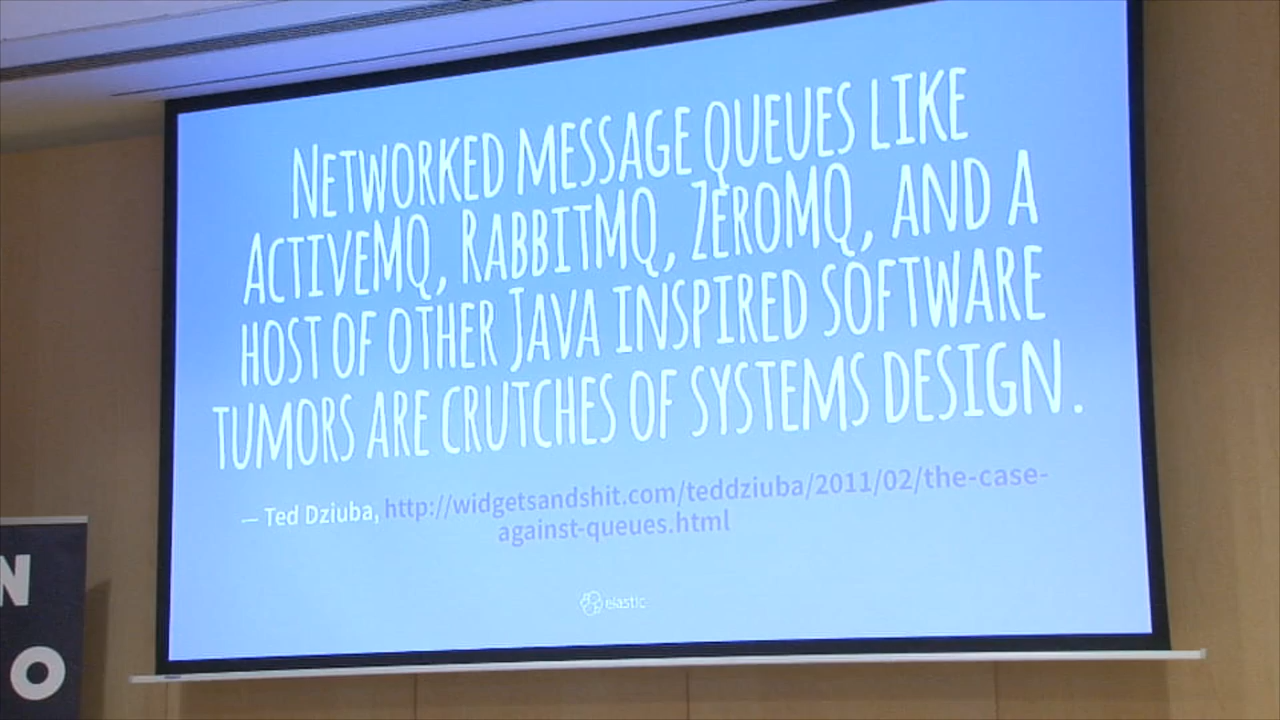 Networked message queues like
ActiveMQ, RabbitMQ, ZeroMQ, and a
host of other Java inspired software
tumors are crutches of systems design.
— Ted Dziuba, http://widgetsandshit.com/teddziuba/2011/02/the-case-
against-queues.html
elastic
N
O